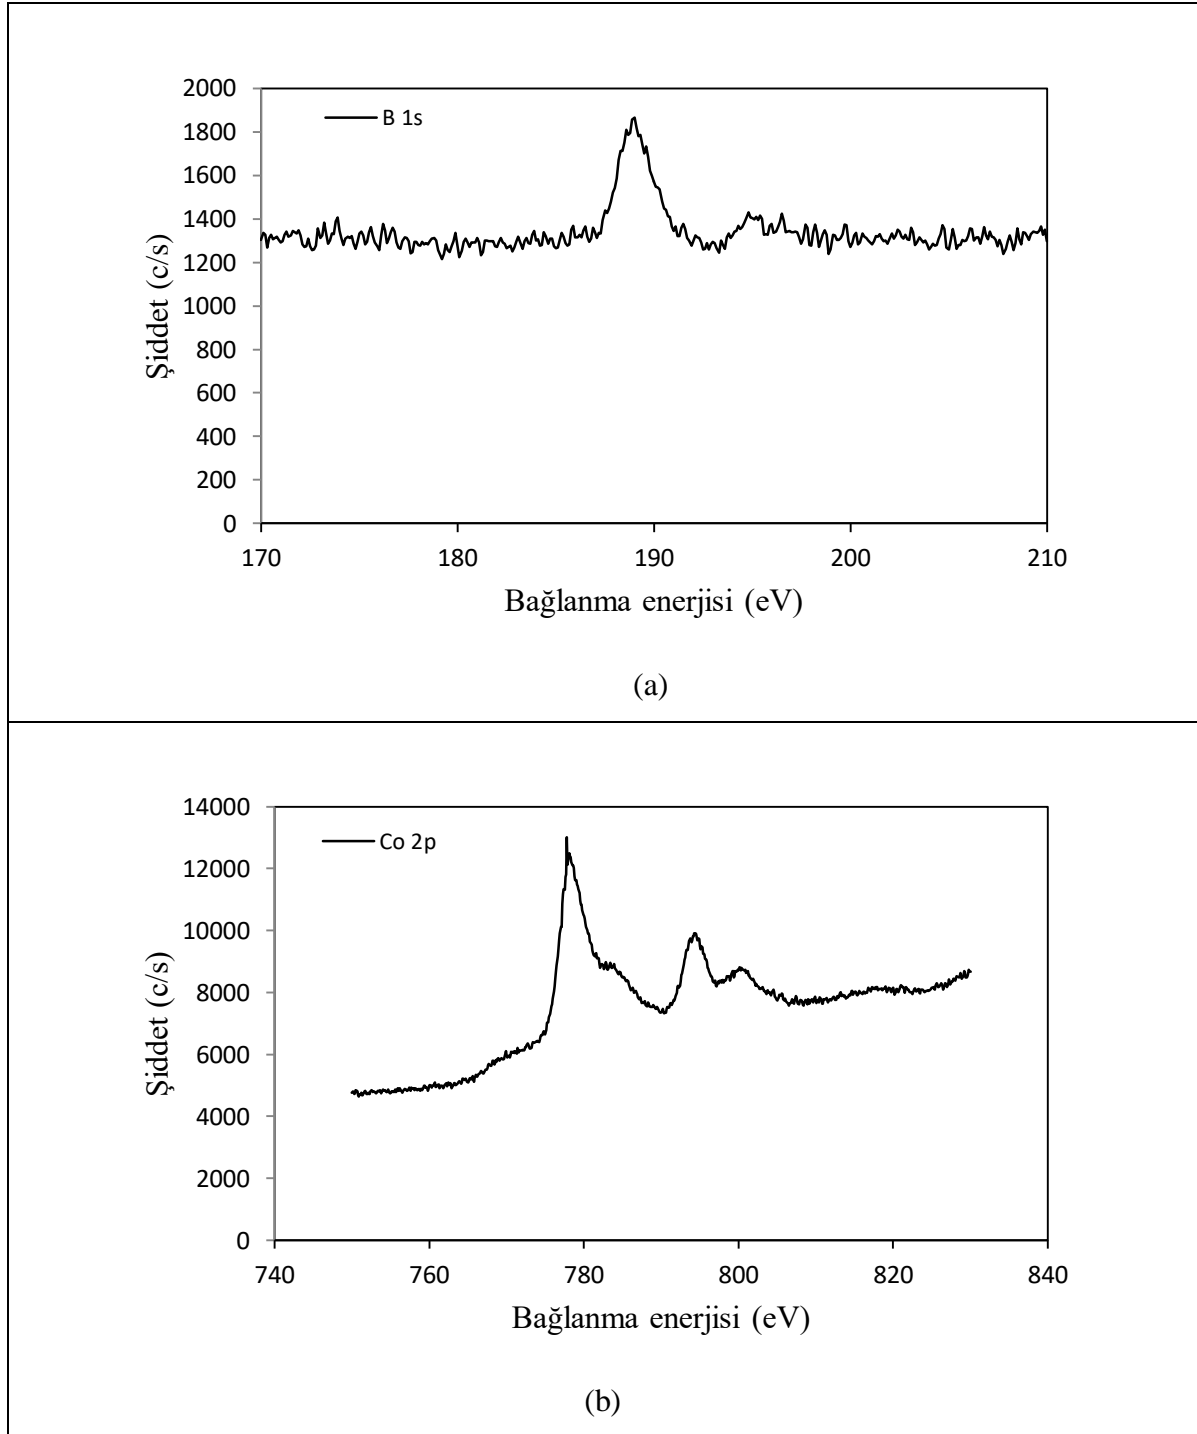 2000
1800
1600
1400
1200
1000
800
600
400
200
0
B 1s
Şiddet (c/s)
170 180 190 200 210
Bağlanma enerjisi (eV)
(a)
14000
12000
10000
8000
6000
4000
2000
0
Co 2p
Şiddet (c/s)
740 760 780 800 820 840
Bağlanma enerjisi (eV)
(b)